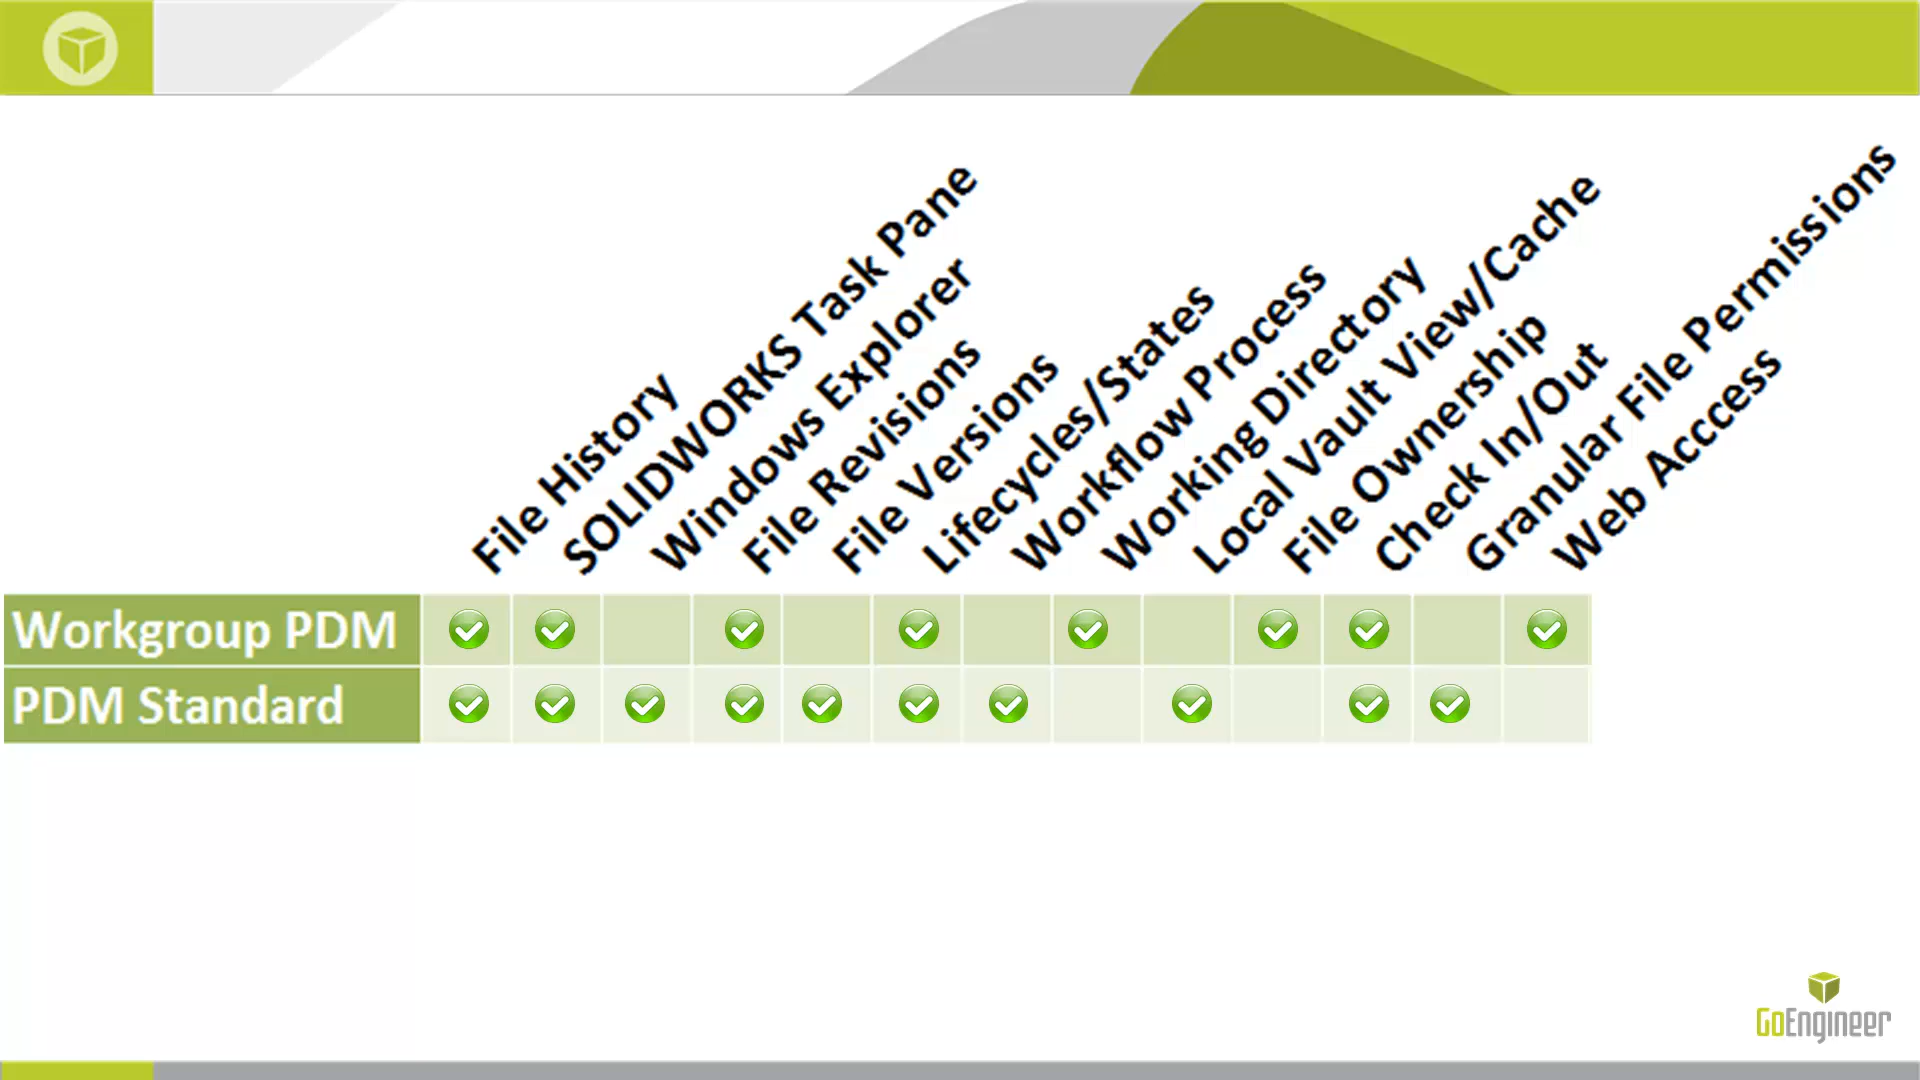 File History
SOLIDWORKS Task Pane
Windows Explorer
File Revisions
File Versions
Lifecycles/States
Workflow Process
Working Directory
Local Vault View/Cache
File Ownership
Check In/Out
Granular File Permissions
Web Acccess
Workgroup PDM
PDM Standard
GoEngineer